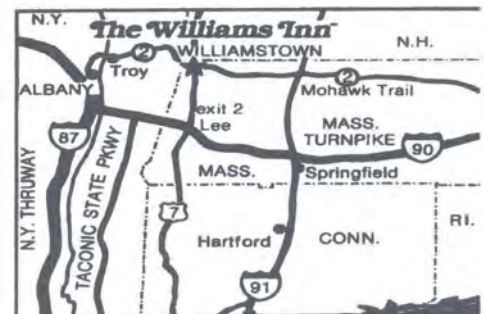 N.Y.
The Williams Inn
2
WILLIAMSTOWN
N.H.
Troy
2
ALBANY
Mohawk Trail
exit 2
Lee
MASS.
TURNPIKE
90
87
MASS.
Springfield
N.Y. THRUWAY
TACONIC STATE PKWY
7
RI.
Hartford
CONN.
91